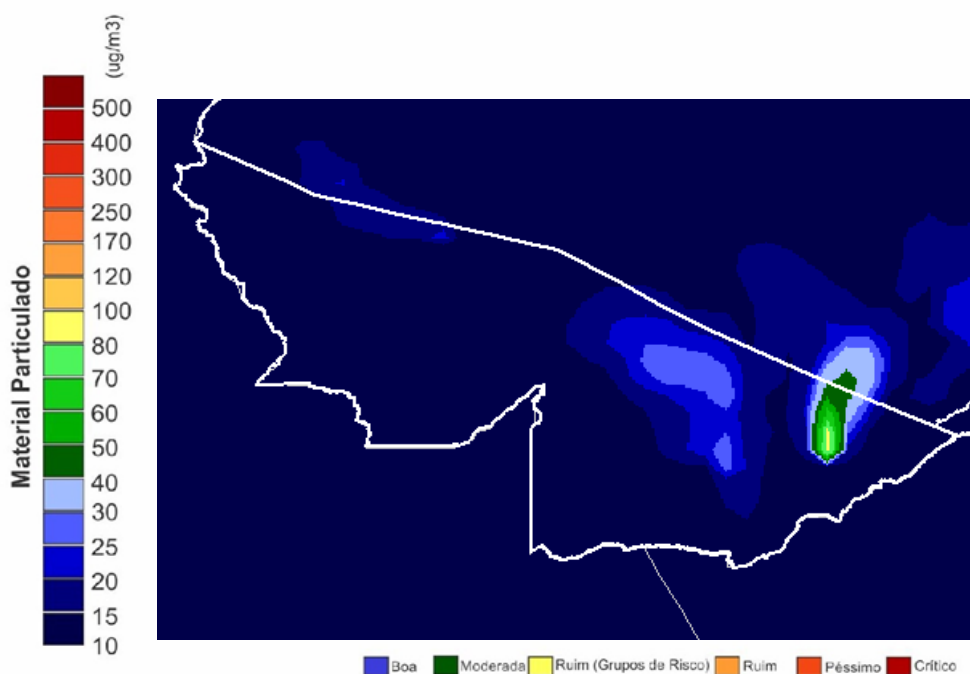 (ug/m3)
Material Particulado
500
400
300
250
170
120
100
80
70
60
50
40
30
25
20
15
10
Boa
Moderada
Ruim (Grupos de Risco)
Ruim
Péssimo
Crítico